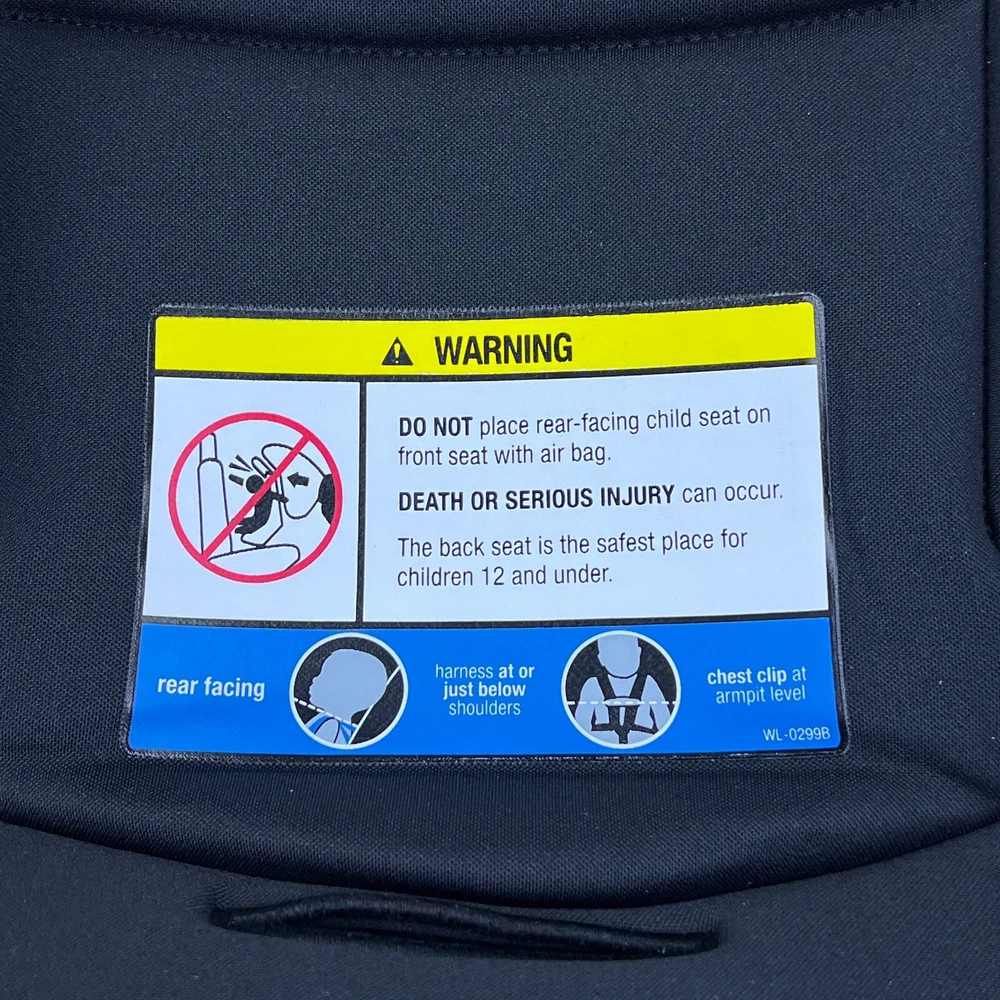 WARNING
DO NOT place rear-facing child seat on
front seat with air bag.
DEATH OR SERIOUS INJURY can occur.
The back seat is the safest place for
children 12 and under.
rear facing
harness at or
just below
shoulders
chest clip at
armpit level
WL-0299B